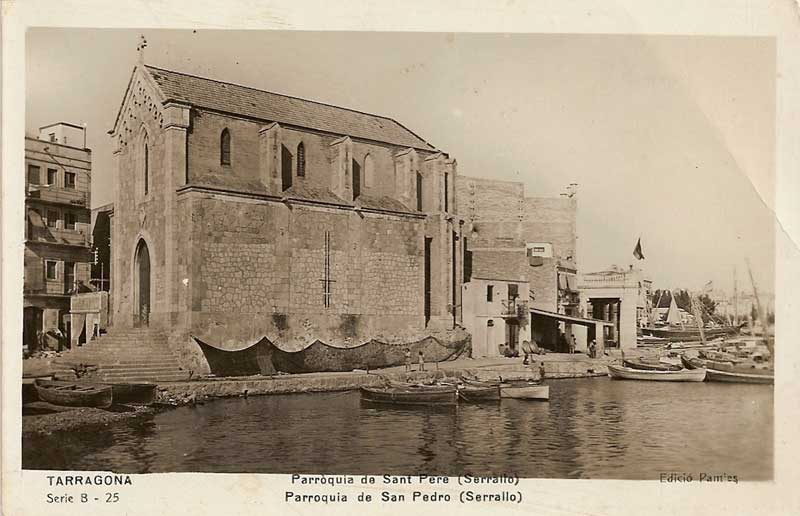 TARRAGONA
Serie B - 25
Parròquia de Sant Pere (Serrallo)
Parroquia de San Pedro (Serrallo)
Edició Pamies